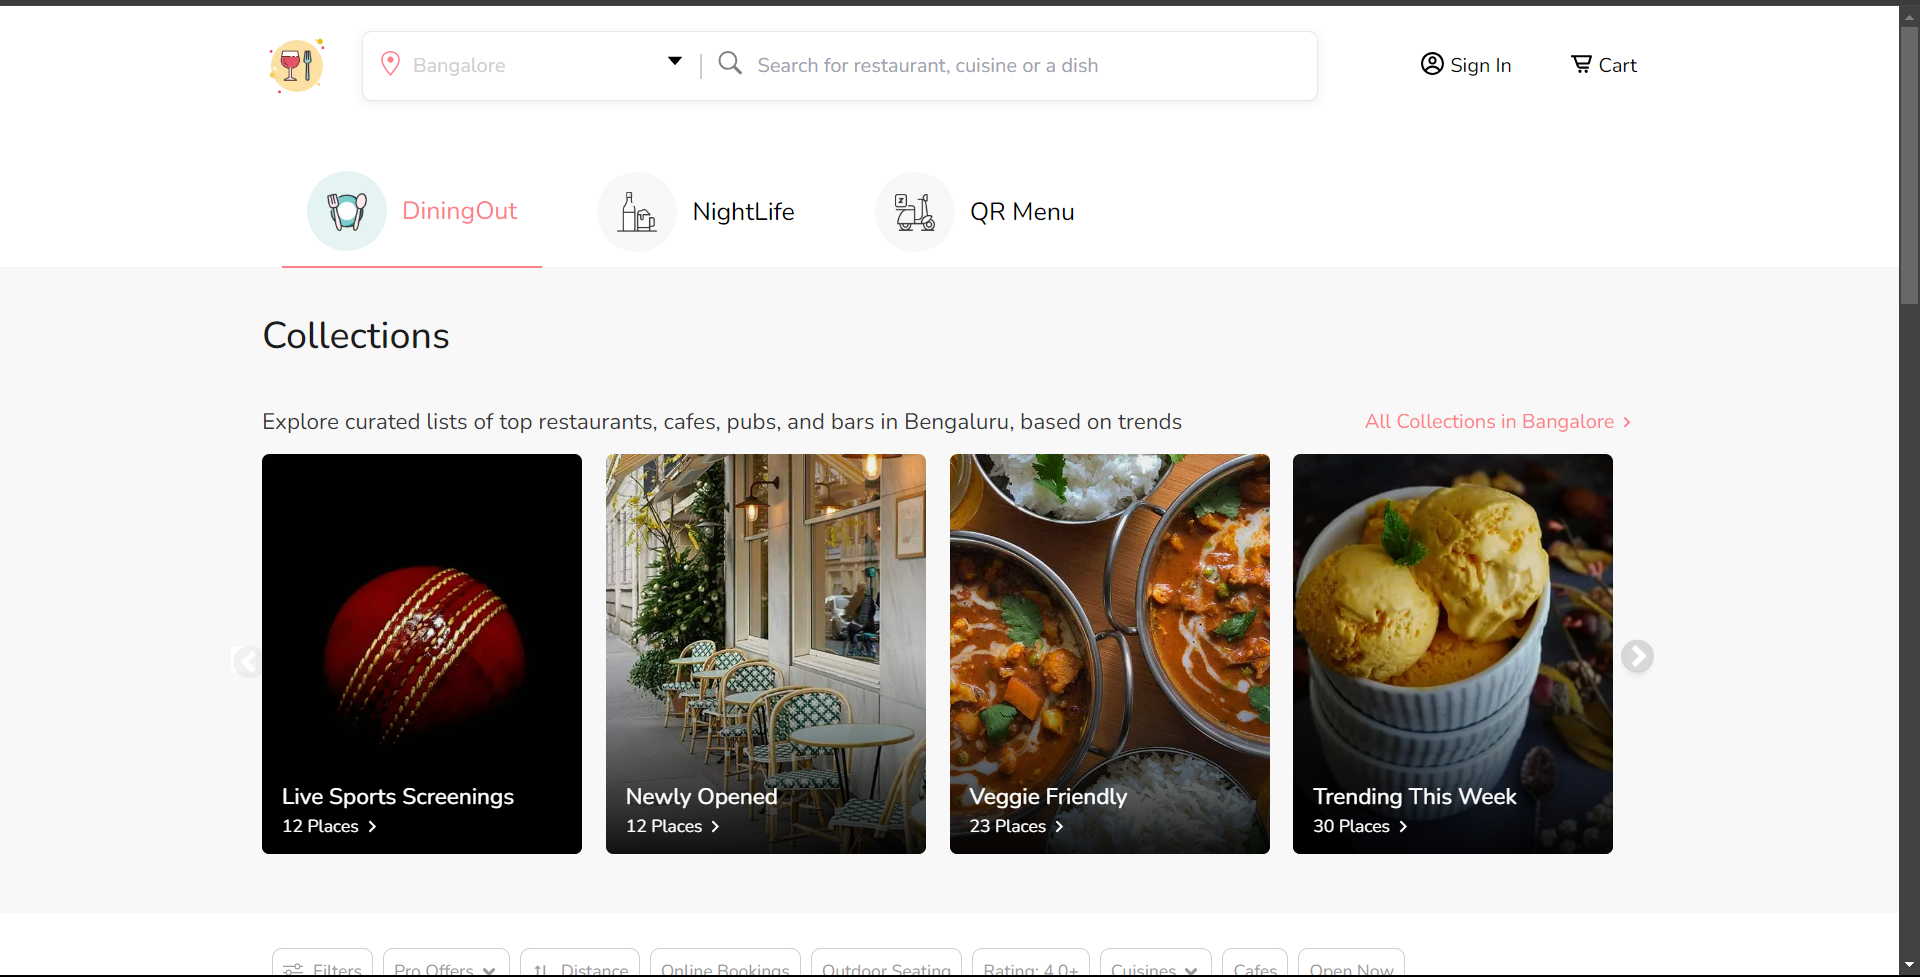 Bangalore
Search for restaurant, cuisine or a dish
Sign In
Cart
DiningOut
NightLife
QR Menu
Collections
Explore curated lists of top restaurants, cafes, pubs, and bars in Bengaluru, based on trends
All Collections in Bangalore
Live Sports Screenings
12 Places
Newly Opened
12 Places
Veggie Friendly
23 Places
Trending This Week
30 Places
Filters
Pro Offers
Distance
Online Bookings
Outdoor Seating
Rating: 4.0+
Cuisines
Cafes
Open Now